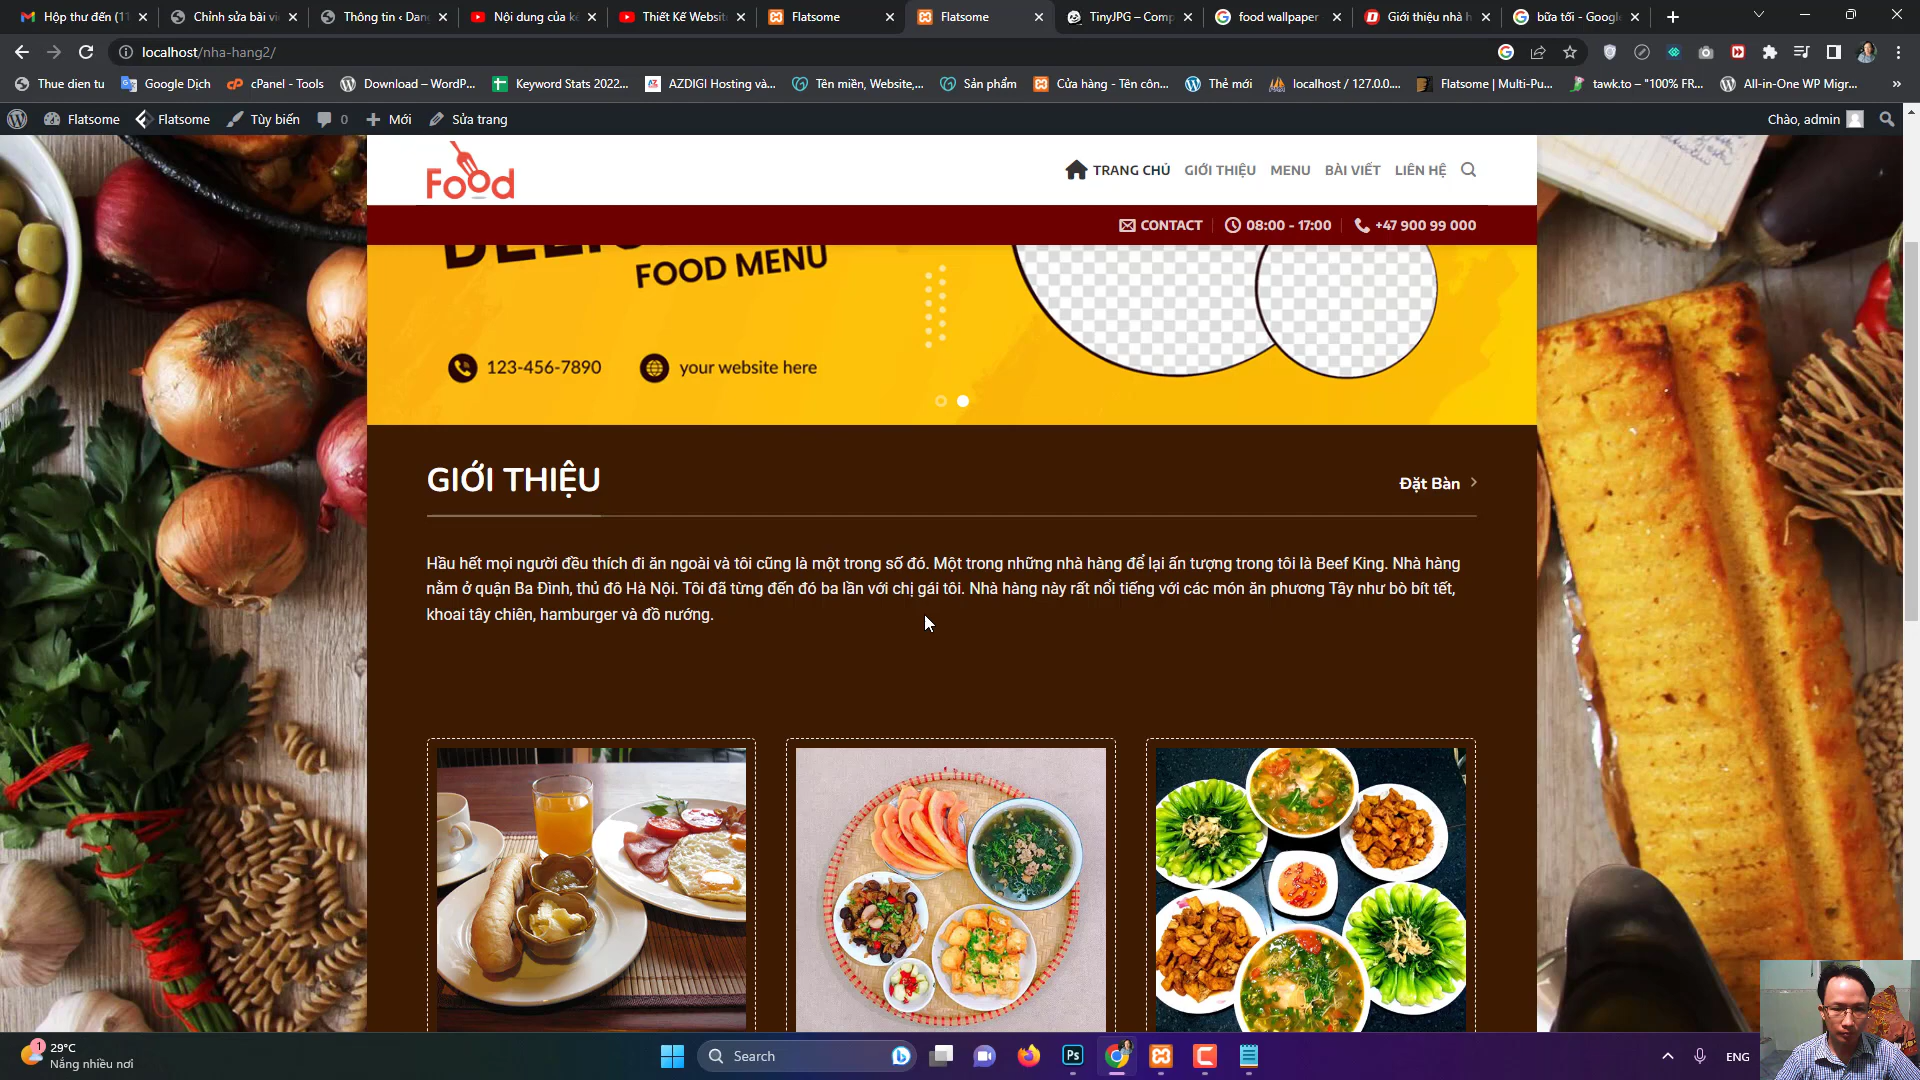 Hộp thư đến (11
Chỉnh sửa bài vi
Thông tin ‹ Dan
Nội dung của k
Thiết Kế Websit
Flatsome
Flatsome
TinyJPG – Comp
food wallpaper
Giới thiệu nhà h
bữa tối - Googl
localhost/nha-hang2/
Thue dien tu
Google Dịch
cPanel - Tools
Download – WordP...
Keyword Stats 2022...
AZDIGI Hosting và...
Tên miền, Website,...
Sản phẩm
Cửa hàng - Tên côn...
Thẻ mới
localhost / 127.0.0....
Flatsome | Multi-Pu...
tawk.to – "100% FR...
All-in-One WP Migr...
»
Flatsome
Flatsome
Tùy biến
0
Mới
Sửa trang
Chào, admin
Food
TRANG CHỦ
GIỚI THIỆU
MENU
BÀI VIẾT
LIÊN HỆ
CONTACT
08:00 - 17:00
+47 900 99 000
FOOD MENU
123-456-7890
your website here
GIỚI THIỆU
Đặt Bàn
Hầu hết mọi người đều thích đi ăn ngoài và tôi cũng là một trong số đó. Một trong những nhà hàng để lại ấn tượng trong tôi là Beef King. Nhà hàng
nằm ở quận Ba Đình, thủ đô Hà Nội. Tôi đã từng đến đó ba lần với chị gái tôi. Nhà hàng này rất nổi tiếng với các món ăn phương Tây như bò bít tết,
khoai tây chiên, hamburger và đồ nướng.
1
29°C
Nắng nhiều nơi
Search
Ps
ENG